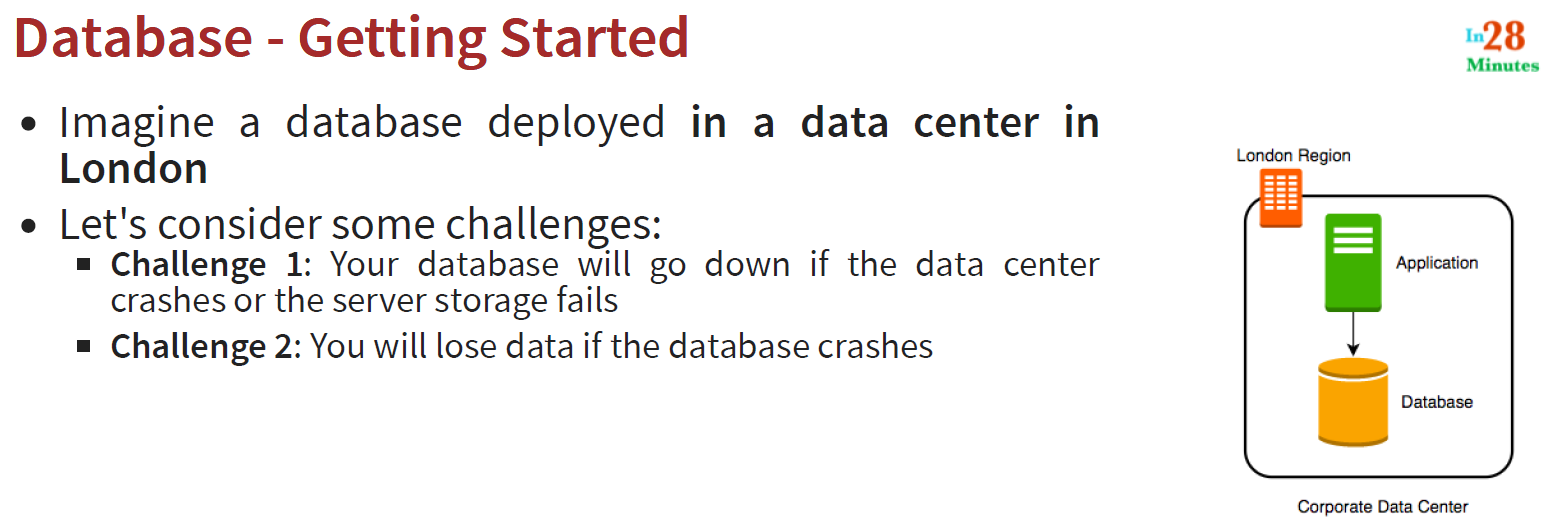 Database - Getting Started
In28
Minutes
• Imagine a database deployed in a data center in
London
• Let's consider some challenges:
▪ Challenge 1: Your database will go down if the data center
crashes or the server storage fails
▪ Challenge 2: You will lose data if the database crashes
London Region
Application
Database
Corporate Data Center